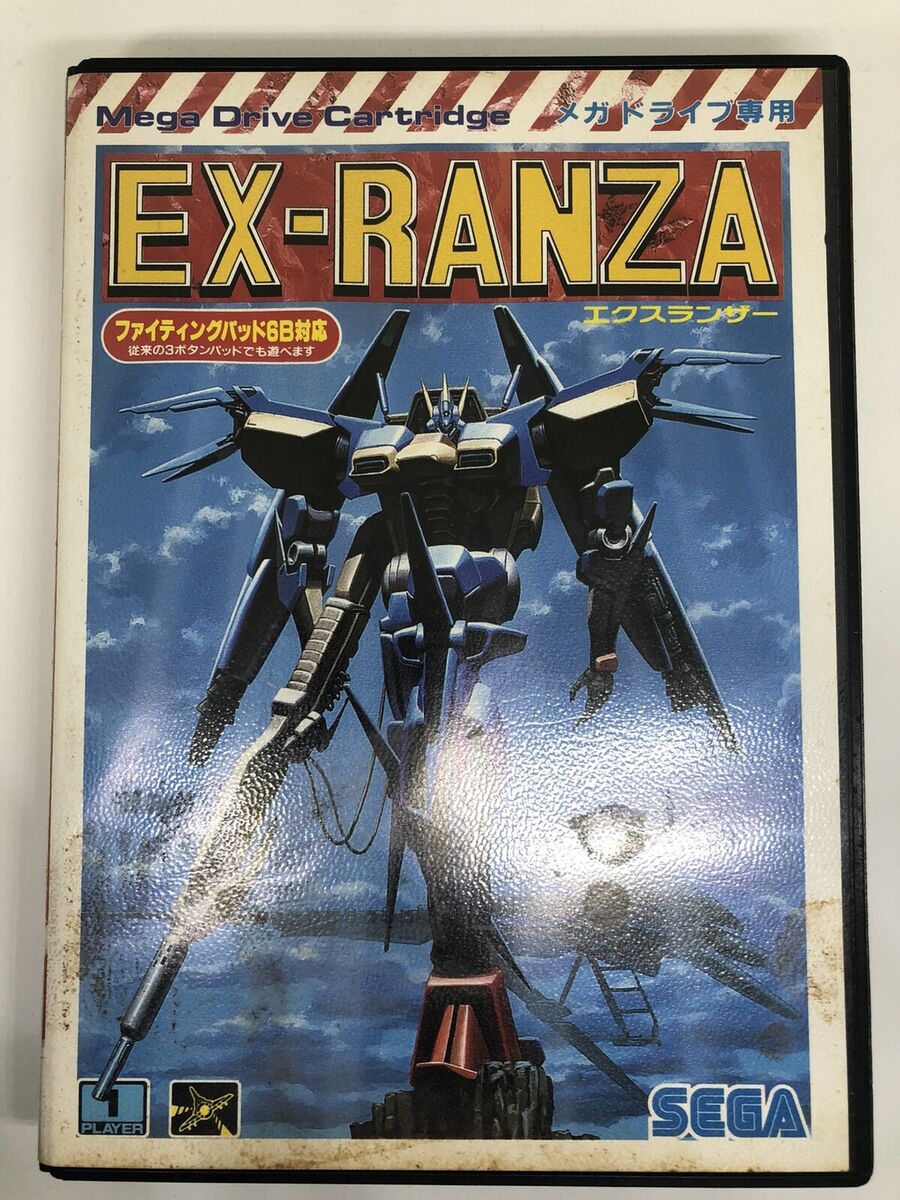 Mega Drive Cartridge メガドライブ専用
EX-RANZA
エクスランザー
ファイティングパッド6B対応
従来の3ボタンパッドでも遊べます
1
PLAYER
SEGA